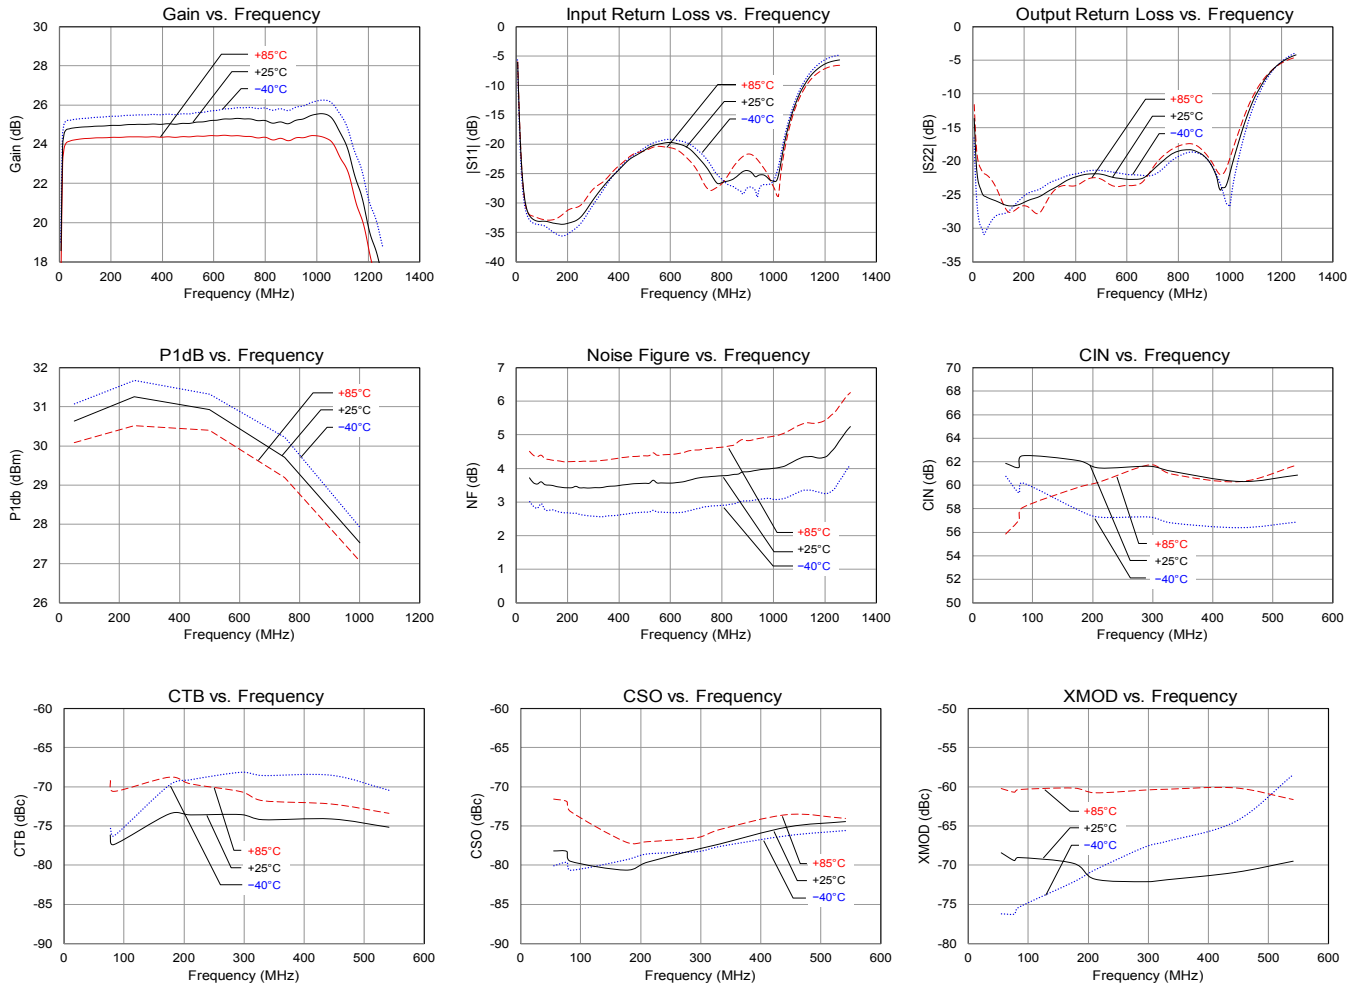 Gain vs. Frequency
30
28
26
24
22
20
18
0 200 400 600 800 1000 1200 1400
Gain (dB)
Frequency (MHz)
+85°C
+25°C
−40°C
Input Return Loss vs. Frequency
0
-5
-10
-15
-20
-25
-30
-35
-40
0 200 400 600 800 1000 1200 1400
|S11| (dB)
Frequency (MHz)
+85°C
+25°C
−40°C
Output Return Loss vs. Frequency
0
-5
-10
-15
-20
-25
-30
-35
0 200 400 600 800 1000 1200 1400
|S22| (dB)
Frequency (MHz)
+85°C
+25°C
−40°C
P1dB vs. Frequency
32
31
30
29
28
27
26
0 200 400 600 800 1000 1200
P1db (dBm)
Frequency (MHz)
+85°C
+25°C
−40°C
Noise Figure vs. Frequency
7
6
5
4
3
2
1
0
0 200 400 600 800 1000 1200 1400
NF (dB)
Frequency (MHz)
+85°C
+25°C
−40°C
CIN vs. Frequency
70
68
66
64
62
60
58
56
54
52
50
0 100 200 300 400 500 600
CIN (dB)
Frequency (MHz)
+85°C
+25°C
−40°C
CTB vs. Frequency
-60
-65
-70
-75
-80
-85
-90
0 100 200 300 400 500 600
CTB (dBc)
Frequency (MHz)
+85°C
+25°C
−40°C
CSO vs. Frequency
-60
-65
-70
-75
-80
-85
-90
0 100 200 300 400 500 600
CSO (dBc)
Frequency (MHz)
+85°C
+25°C
−40°C
XMOD vs. Frequency
-50
-55
-60
-65
-70
-75
-80
0 100 200 300 400 500 600
XMOD (dBc)
Frequency (MHz)
+85°C
+25°C
−40°C